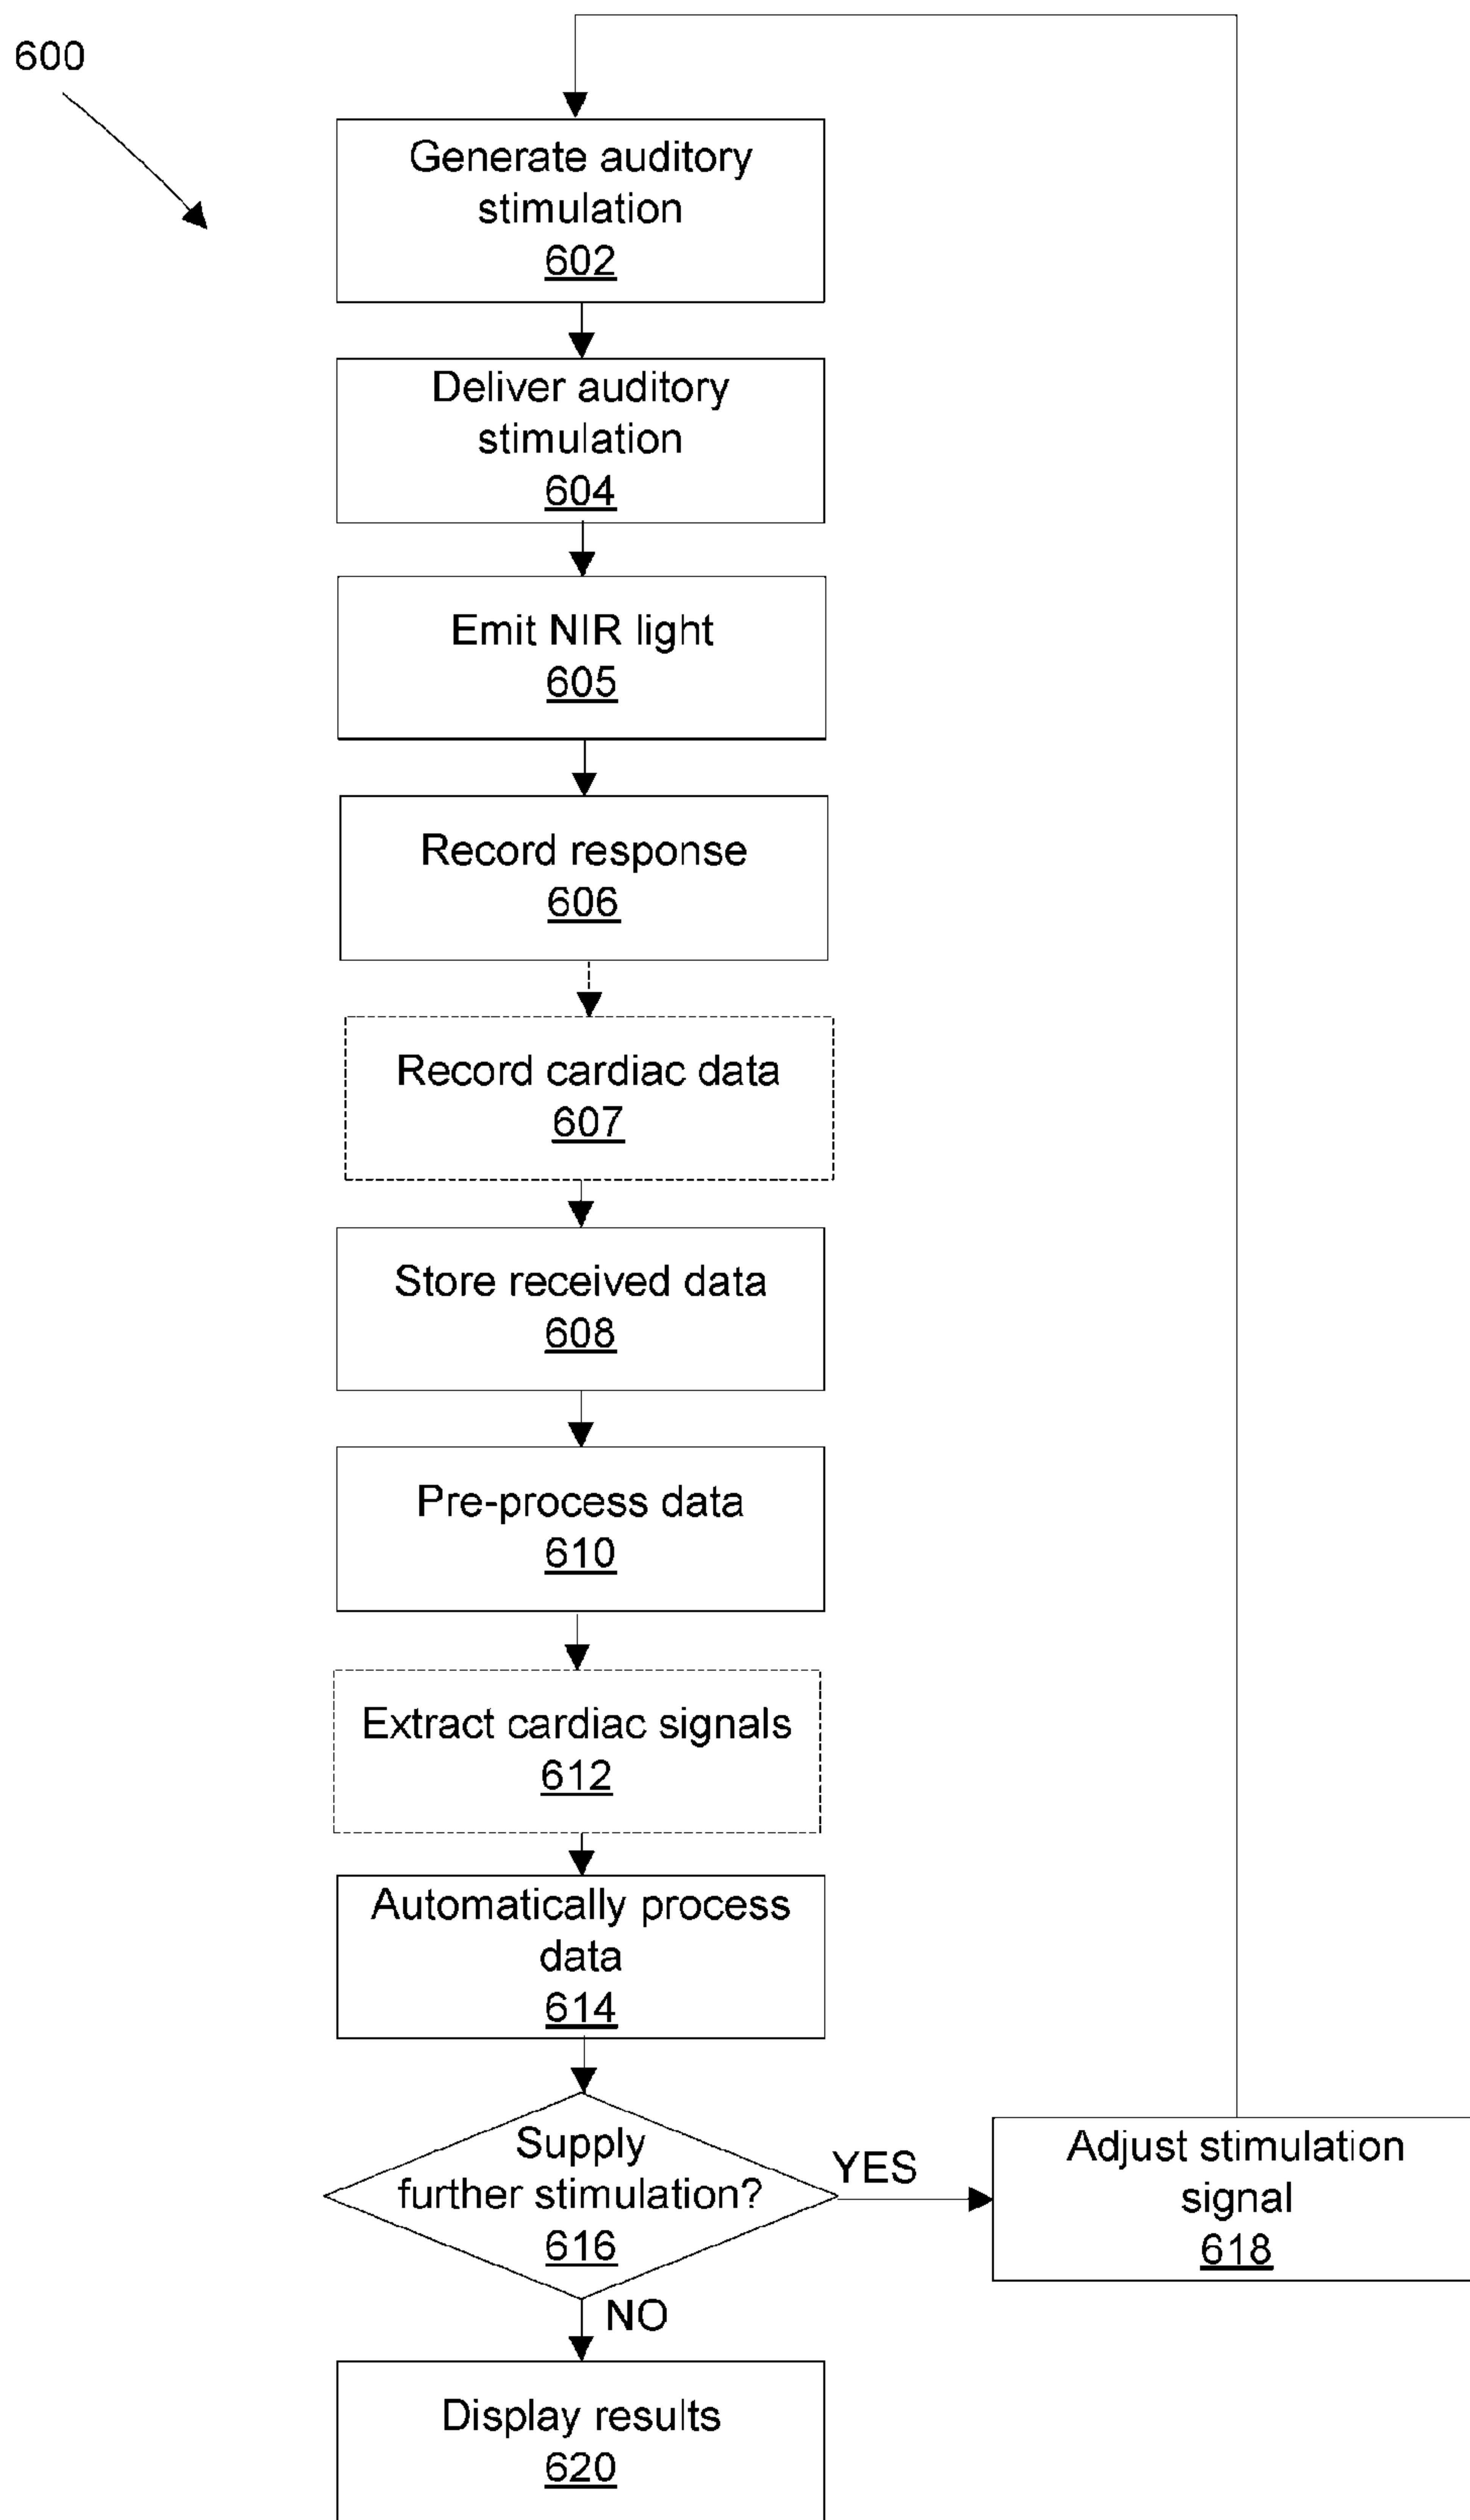 600
Generate auditory
stimulation
602
Deliver auditory
stimulation
604
Emit NIR light
605
Record response
606
Record cardiac data
607
Store received data
608
Pre-process data
610
Extract cardiac signals
612
Automatically process
data
614
Supply
further stimulation?
616
YES
Adjust stimulation
signal
618
NO
Display results
620